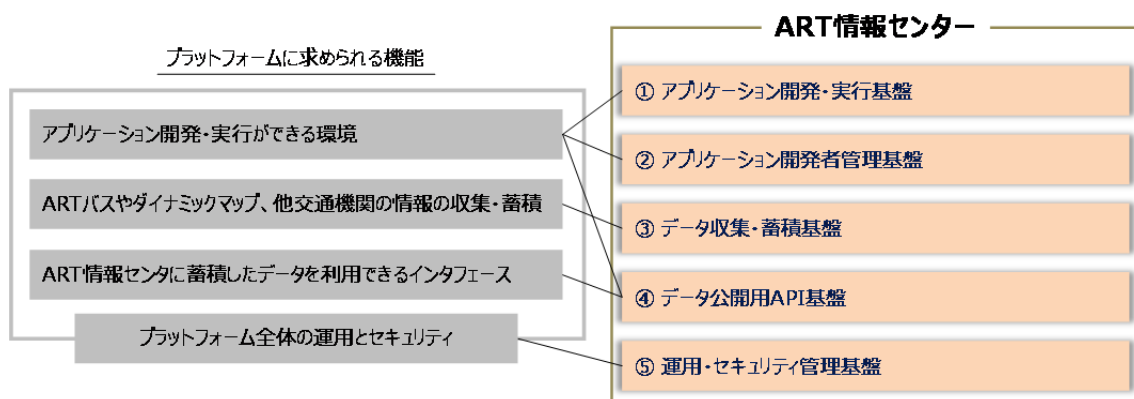 ART情報センター
プラットフォームに求められる機能
① アプリケーション開発・実行基盤
アプリケーション開発・実行ができる環境
② アプリケーション開発者管理基盤
ARTバスやダイナミックマップ、他交通機関の情報の収集・蓄積
③ データ収集・蓄積基盤
ART情報センタに蓄積したデータを利用できるインタフェース
④ データ公開用API基盤
プラットフォーム全体の運用とセキュリティ
⑤ 運用・セキュリティ管理基盤